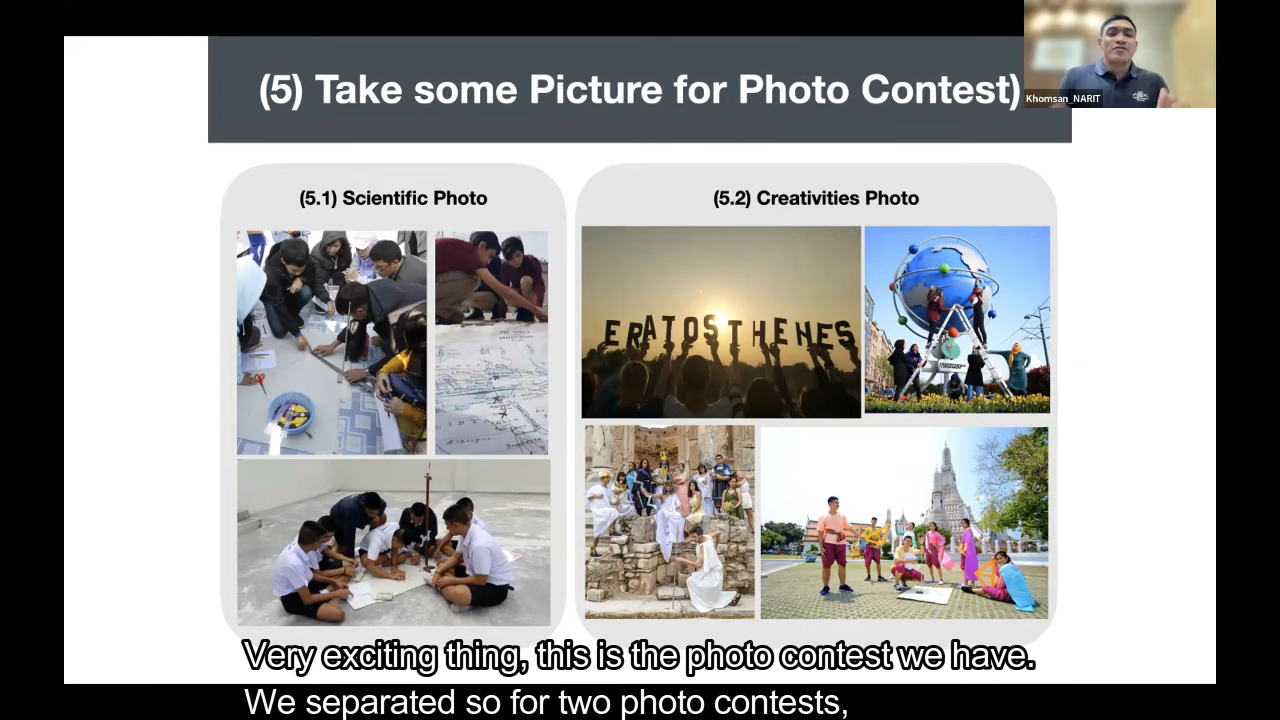 (5) Take some Picture for Photo Contest)
Khomsan_NARIT
(5.1) Scientific Photo
(5.2) Creativities Photo
ERATOSTHENES
Very exciting thing, this is the photo contest we have.
We separated so for two photo contests,